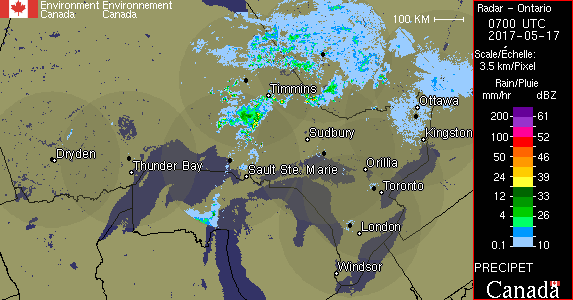 Environment Environnement
Canada Canada
100 KM
Radar - Ontario
0700 UTC
2017-05-17
Scale/Échelle:
3.5 km/Pixel
Rain/Pluie
mm/hr dBZ
200 61
100 52
50 46
24 39
12 33
4 26
0.1 10
PRECIPET
Canada
Timmins
Ottawa
Kingston
Sudbury
Dryden
Thunder Bay
Sault Ste. Marie
Orillia
Toronto
London
Windsor